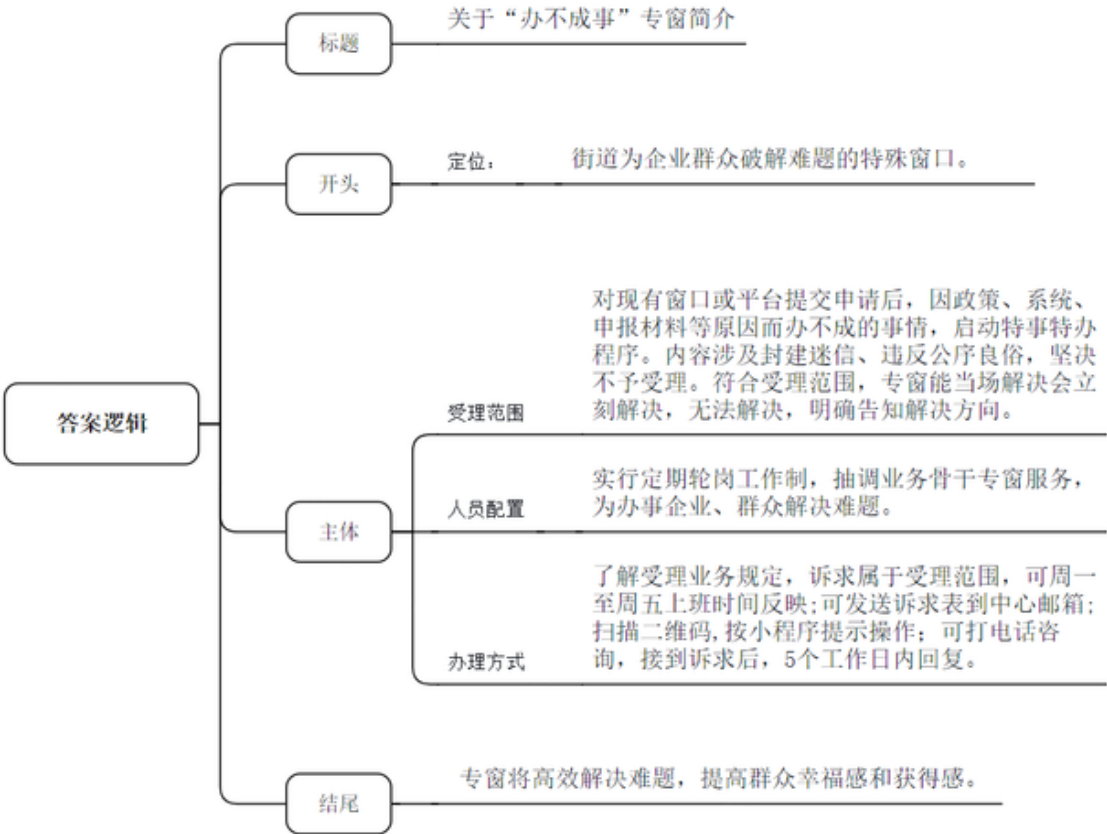 关于“办不成事”专窗简介
标题
定位：
街道为企业群众破解难题的特殊窗口。
开头
对现有窗口或平台提交申请后，因政策、系统、
申报材料等原因而办不成的事情，启动特事特办
程序。内容涉及封建迷信、违反公序良俗，坚决
不予受理。符合受理范围，专窗能当场解决会立
刻解决，无法解决，明确告知解决方向。
受理范围
答案逻辑
实行定期轮岗工作制，抽调业务骨干专窗服务，
为办事企业、群众解决难题。
人员配置
主体
了解受理业务规定，诉求属于受理范围，可周一
至周五上班时间反映;可发送诉求表到中心邮箱;
扫描二维码,按小程序提示操作；可打电话咨
询，接到诉求后，5个工作日内回复。
办理方式
专窗将高效解决难题，提高群众幸福感和获得感。
结尾